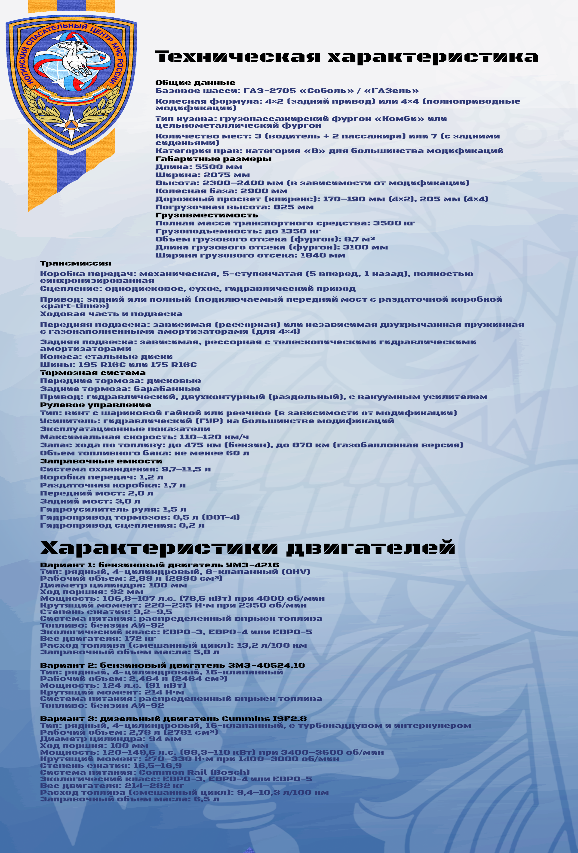 НОГИНСКИЙ СПАСАТЕЛЬНЫЙ ЦЕНТР МЧС РОССИИ
Техническая характеристика
Общие данные
Базовое шасси: ГАЗ-2705 «Соболь» / «ГАЗель»
Колесная формула: 4×2 (задний привод) или 4×4 (полноприводные
модификации)
Тип кузова: грузопассажирский фургон «Комби» или
цельнометаллический фургон
Количество мест: 3 (водитель + 2 пассажира) или 7 (с задними
сиденьями)
Категория прав: категория «B» для большинства модификаций
Габаритные размеры
Длина: 5500 мм
Ширина: 2075 мм
Высота: 2300–2400 мм (в зависимости от модификации)
Колесная база: 2900 мм
Дорожный просвет (клиренс): 170–190 мм (4×2), 205 мм (4×4)
Погрузочная высота: 825 мм
Грузовместимость
Полная масса транспортного средства: 3500 кг
Грузоподъемность: до 1350 кг
Объем грузового отсека (фургон): 8,7 м³
Длина грузового отсека (фургон): 3100 мм
Ширина грузового отсека: 1840 мм
Трансмиссия
Коробка передач: механическая, 5-ступенчатая (5 вперед, 1 назад), полностью
синхронизированная
Сцепление: однодисковое, сухое, гидравлический привод
Привод: задний или полный (подключаемый передний мост с раздаточной коробкой
«part-time»)
Ходовая часть и подвеска
Передняя подвеска: зависимая (рессорная) или независимая двухрычажная пружинная
с газонаполненными амортизаторами (для 4×4)
Задняя подвеска: зависимая, рессорная с телескопическими гидравлическими
амортизаторами
Колеса: стальные диски
Шины: 195 R16C или 175 R16C
Тормозная система
Передние тормоза: дисковые
Задние тормоза: барабанные
Привод: гидравлический, двухконтурный (раздельный), с вакуумным усилителем
Рулевое управление
Тип: винт с шариковой гайкой или реечное (в зависимости от модификации)
Усилитель: гидравлический (ГУР) на большинстве модификаций
Эксплуатационные показатели
Максимальная скорость: 110–120 км/ч
Запас хода по топливу: до 475 км (бензин), до 870 км (газобаллонная версия)
Объем топливного бака: не менее 60 л
Заправочные емкости
Система охлаждения: 9,7–11,5 л
Коробка передач: 1,2 л
Раздаточная коробка: 1,7 л
Передний мост: 2,0 л
Задний мост: 3,0 л
Гидроусилитель руля: 1,5 л
Гидропривод тормозов: 0,5 л (DOT-4)
Гидропривод сцепления: 0,2 л
Характеристики двигателей
Вариант 1: бензиновый двигатель УМЗ-4216
Тип: рядный, 4-цилиндровый, 8-клапанный (OHV)
Рабочий объем: 2,89 л (2890 см³)
Диаметр цилиндра: 100 мм
Ход поршня: 92 мм
Мощность: 106,8–107 л.с. (78,5 кВт) при 4000 об/мин
Крутящий момент: 220–235 Н·м при 2350 об/мин
Степень сжатия: 9,2–9,5
Система питания: распределенный впрыск топлива
Топливо: бензин АИ-92
Экологический класс: ЕВРО-3, ЕВРО-4 или ЕВРО-5
Вес двигателя: 172 кг
Расход топлива (смешанный цикл): 13,2 л/100 км
Заправочный объем масла: 5,8 л
Вариант 2: бензиновый двигатель ЗМЗ-40524.10
Тип: рядный, 4-цилиндровый, 16-клапанный
Рабочий объем: 2,464 л (2464 см³)
Мощность: 124 л.с. (91 кВт)
Крутящий момент: 214 Н·м
Система питания: распределенный впрыск топлива
Топливо: бензин АИ-92
Вариант 3: дизельный двигатель Cummins ISF2.8
Тип: рядный, 4-цилиндровый, 16-клапанный, с турбонаддувом и интеркулером
Рабочий объем: 2,78 л (2781 см³)
Диаметр цилиндра: 94 мм
Ход поршня: 100 мм
Мощность: 120–149,6 л.с. (88,3–110 кВт) при 3400–3600 об/мин
Крутящий момент: 270–330 Н·м при 1400–3000 об/мин
Степень сжатия: 16,5–16,9
Система питания: Common Rail (Bosch)
Экологический класс: ЕВРО-3, ЕВРО-4 или ЕВРО-5
Вес двигателя: 214–282 кг
Расход топлива (смешанный цикл): 9,4–10,3 л/100 км
Заправочный объем масла: 6,5 л